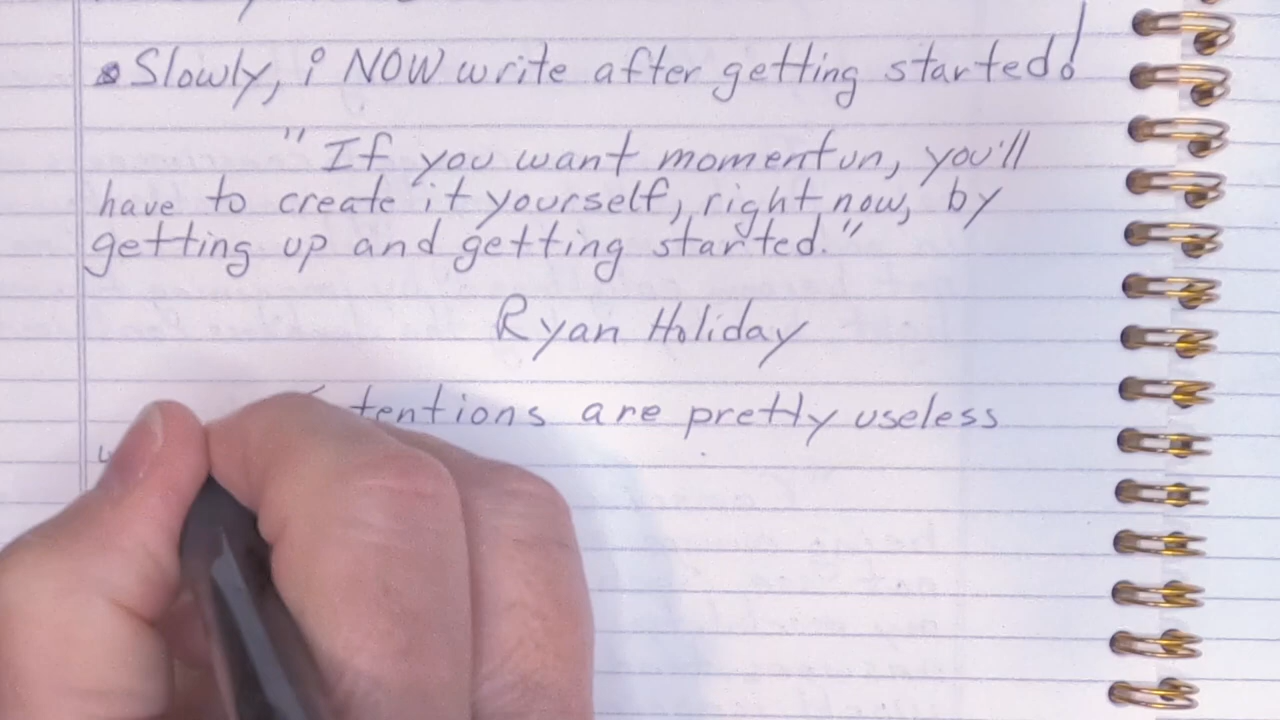 Slowly, i NOW write after getting started!
"If you want momentun, you'll
have to create it yourself, right now, by
getting up and getting started."
Ryan Holiday
tentions are pretty useless